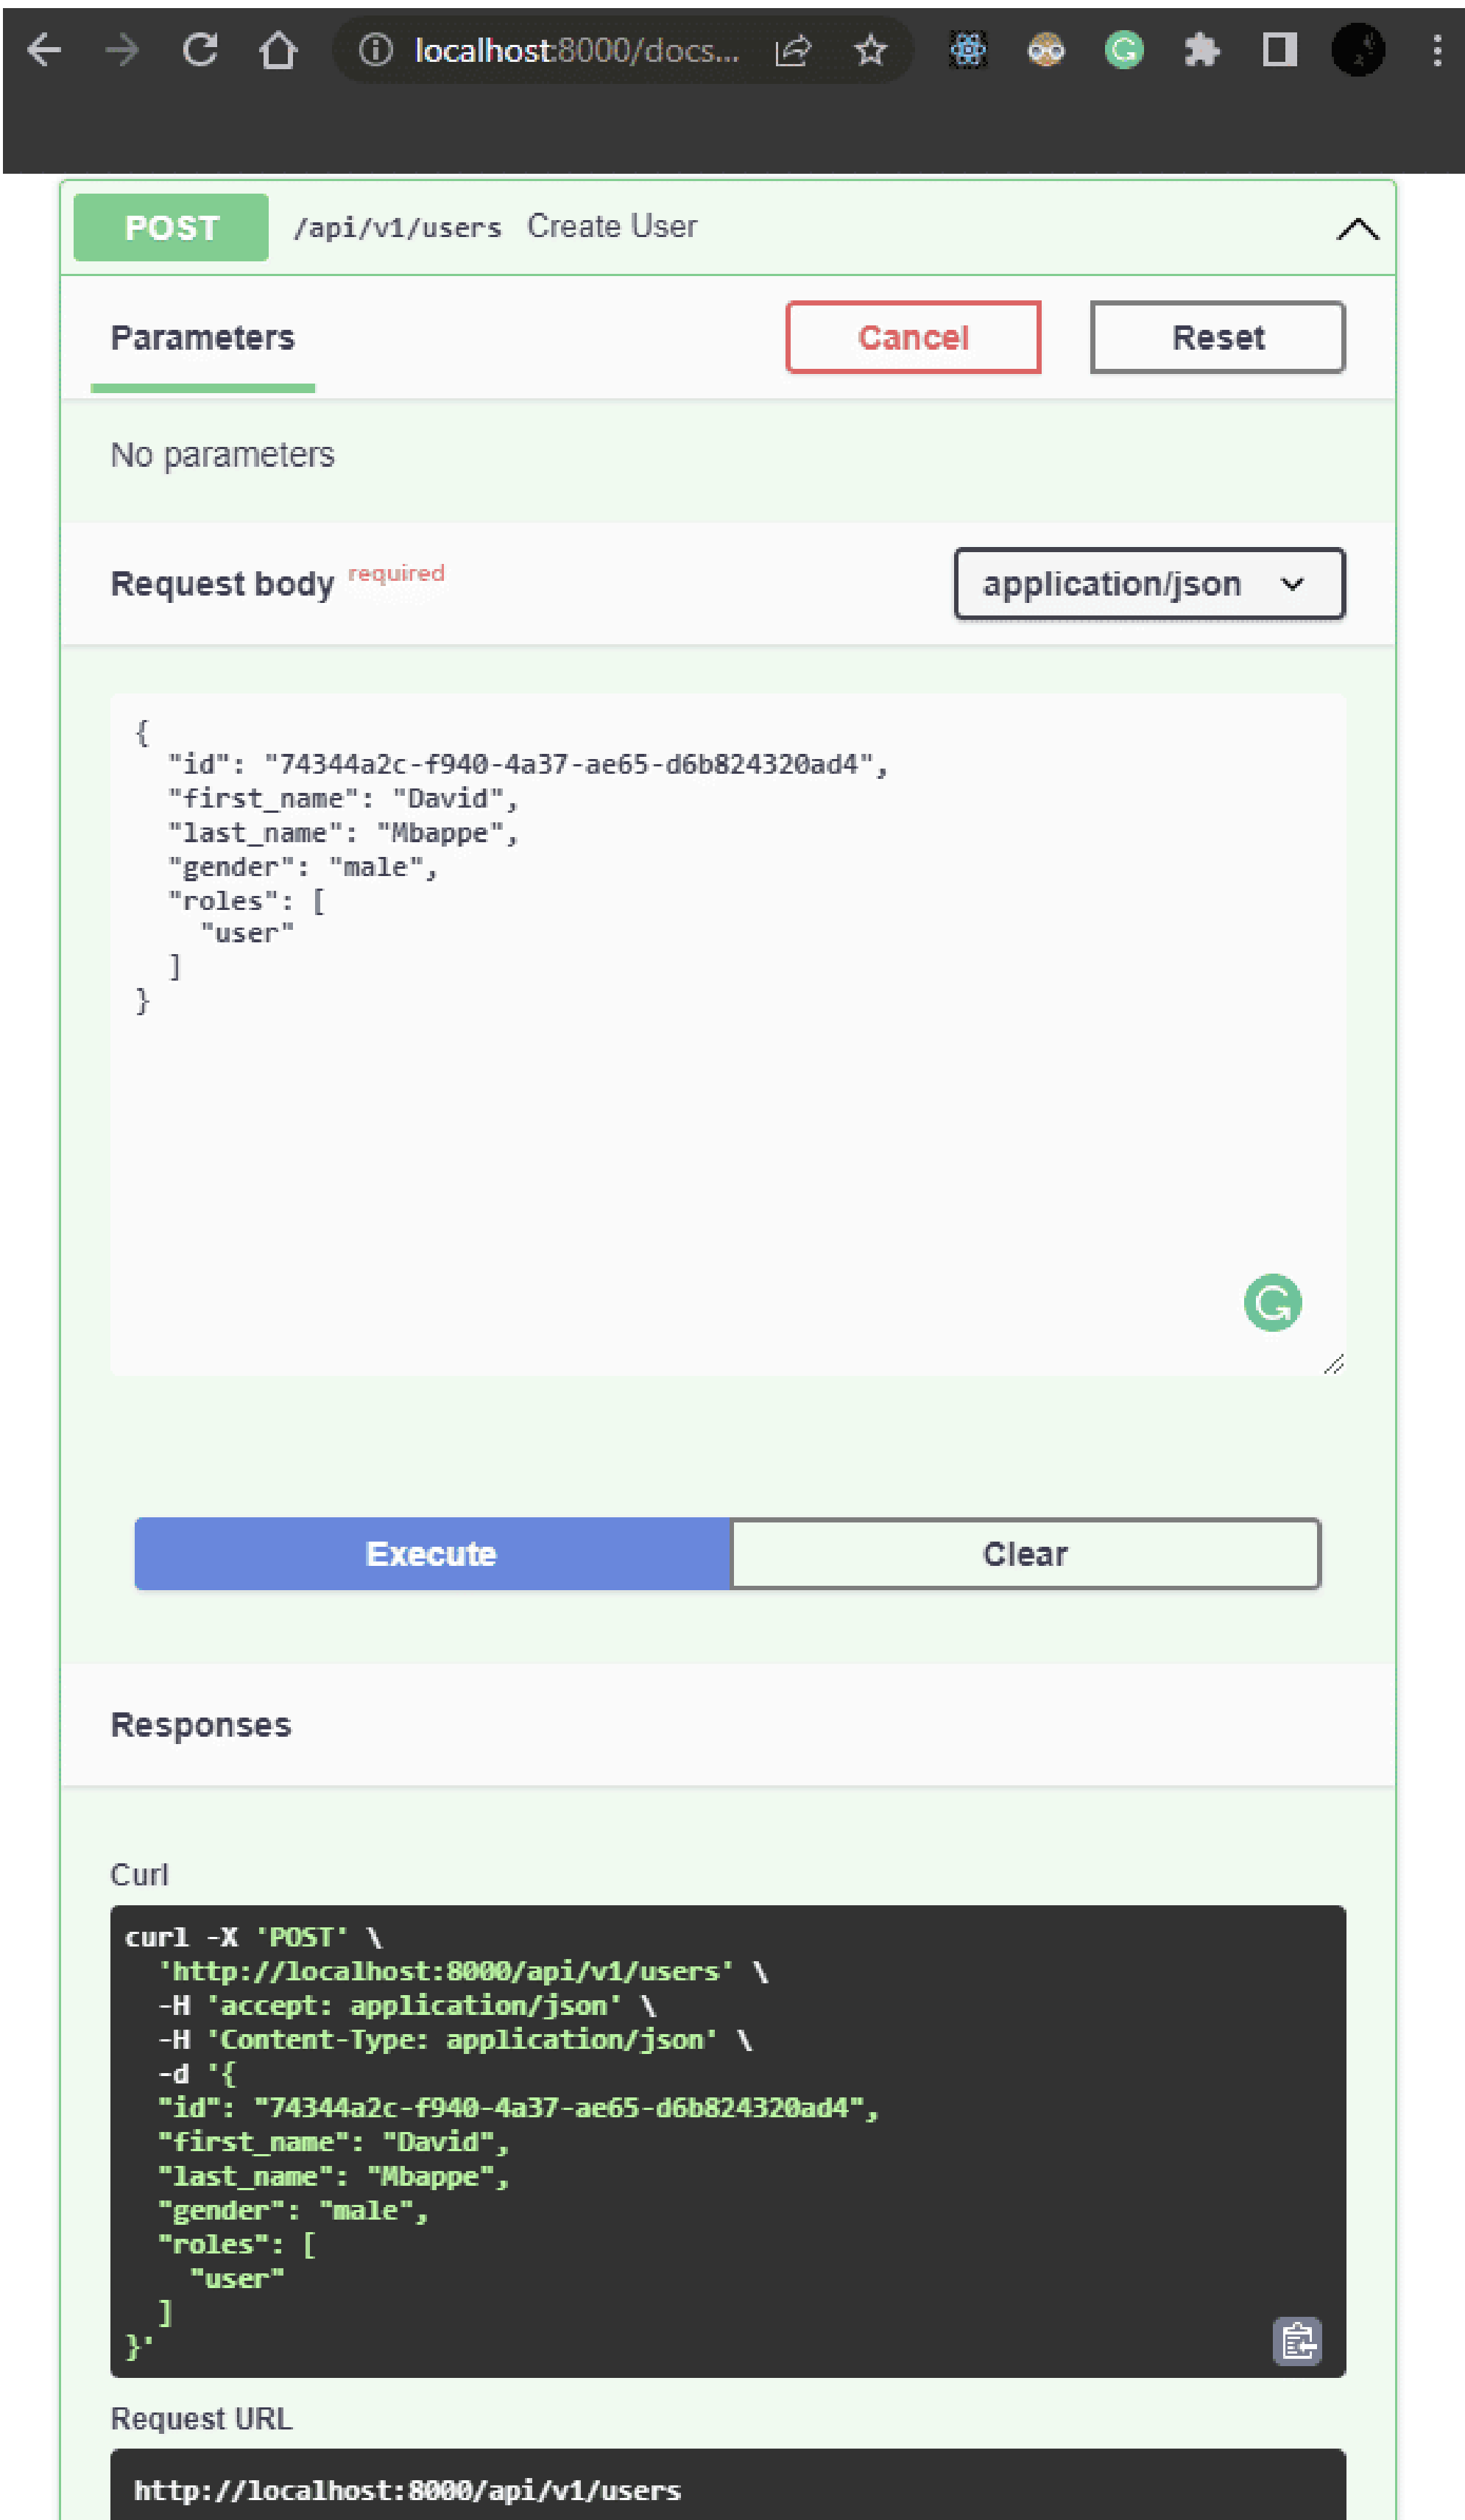 localhost:8000/docs...
POST /api/v1/users Create User
Parameters Cancel Reset
No parameters
Request body required application/json
{
"id": "74344a2c-f940-4a37-ae65-d6b824320ad4",
"first_name": "David",
"last_name": "Mbappe",
"gender": "male",
"roles": [
"user"
]
}
Execute Clear
Responses
Curl
curl -X 'POST' \
'http://localhost:8000/api/v1/users' \
-H 'accept: application/json' \
-H 'Content-Type: application/json' \
-d '{
"id": "74344a2c-f940-4a37-ae65-d6b824320ad4",
"first_name": "David",
"last_name": "Mbappe",
"gender": "male",
"roles": [
"user"
]
}'
Request URL
http://localhost:8000/api/v1/users